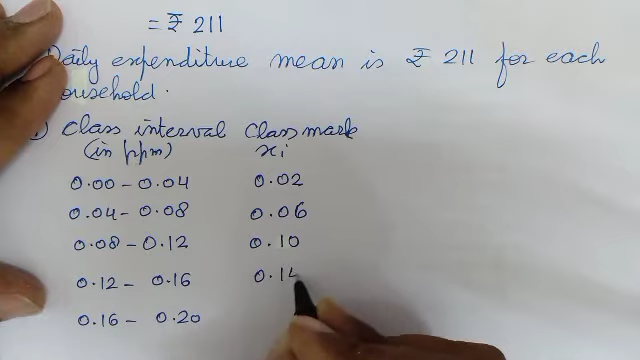 = ₹ 211
Daily expenditure mean is ₹ 211 for each
household.
) Class interval Class mark
(in ppm) xi
0.00 - 0.04 0.02
0.04 - 0.08 0.06
0.08 - 0.12 0.10
0.12 - 0.16 0.14
0.16 - 0.20